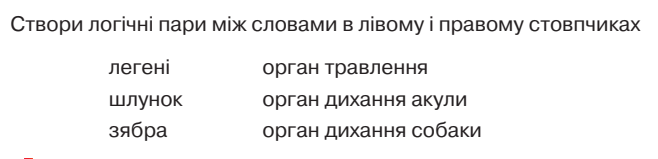 Створи логічні пари між словами в лівому і правому стовпчиках
легені орган травлення
шлунок орган дихання акули
зябра орган дихання собаки